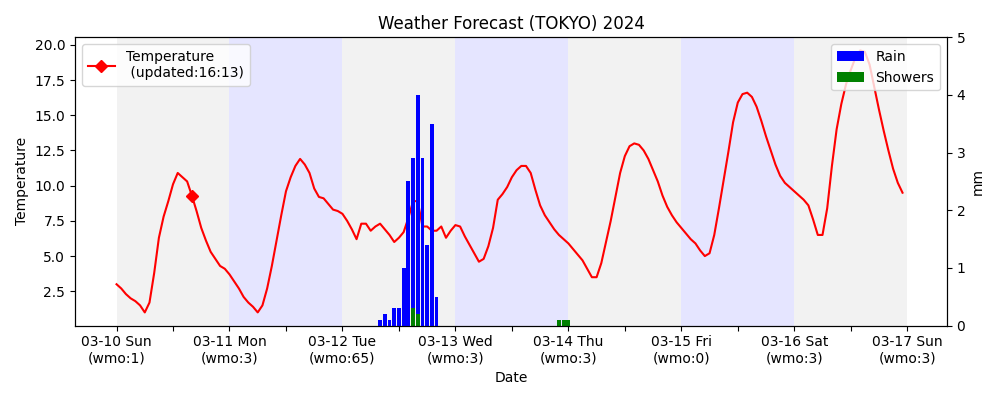 Weather Forecast (TOKYO) 2024
Temperature
(updated:16:13)
Rain
Showers
Temperature
20.0
17.5
15.0
12.5
10.0
7.5
5.0
2.5
5
4
3
2
1
0
mm
03-10 Sun
(wmo:1)
03-11 Mon
(wmo:3)
03-12 Tue
(wmo:65)
03-13 Wed
(wmo:3)
03-14 Thu
(wmo:3)
03-15 Fri
(wmo:0)
03-16 Sat
(wmo:3)
03-17 Sun
(wmo:3)
Date